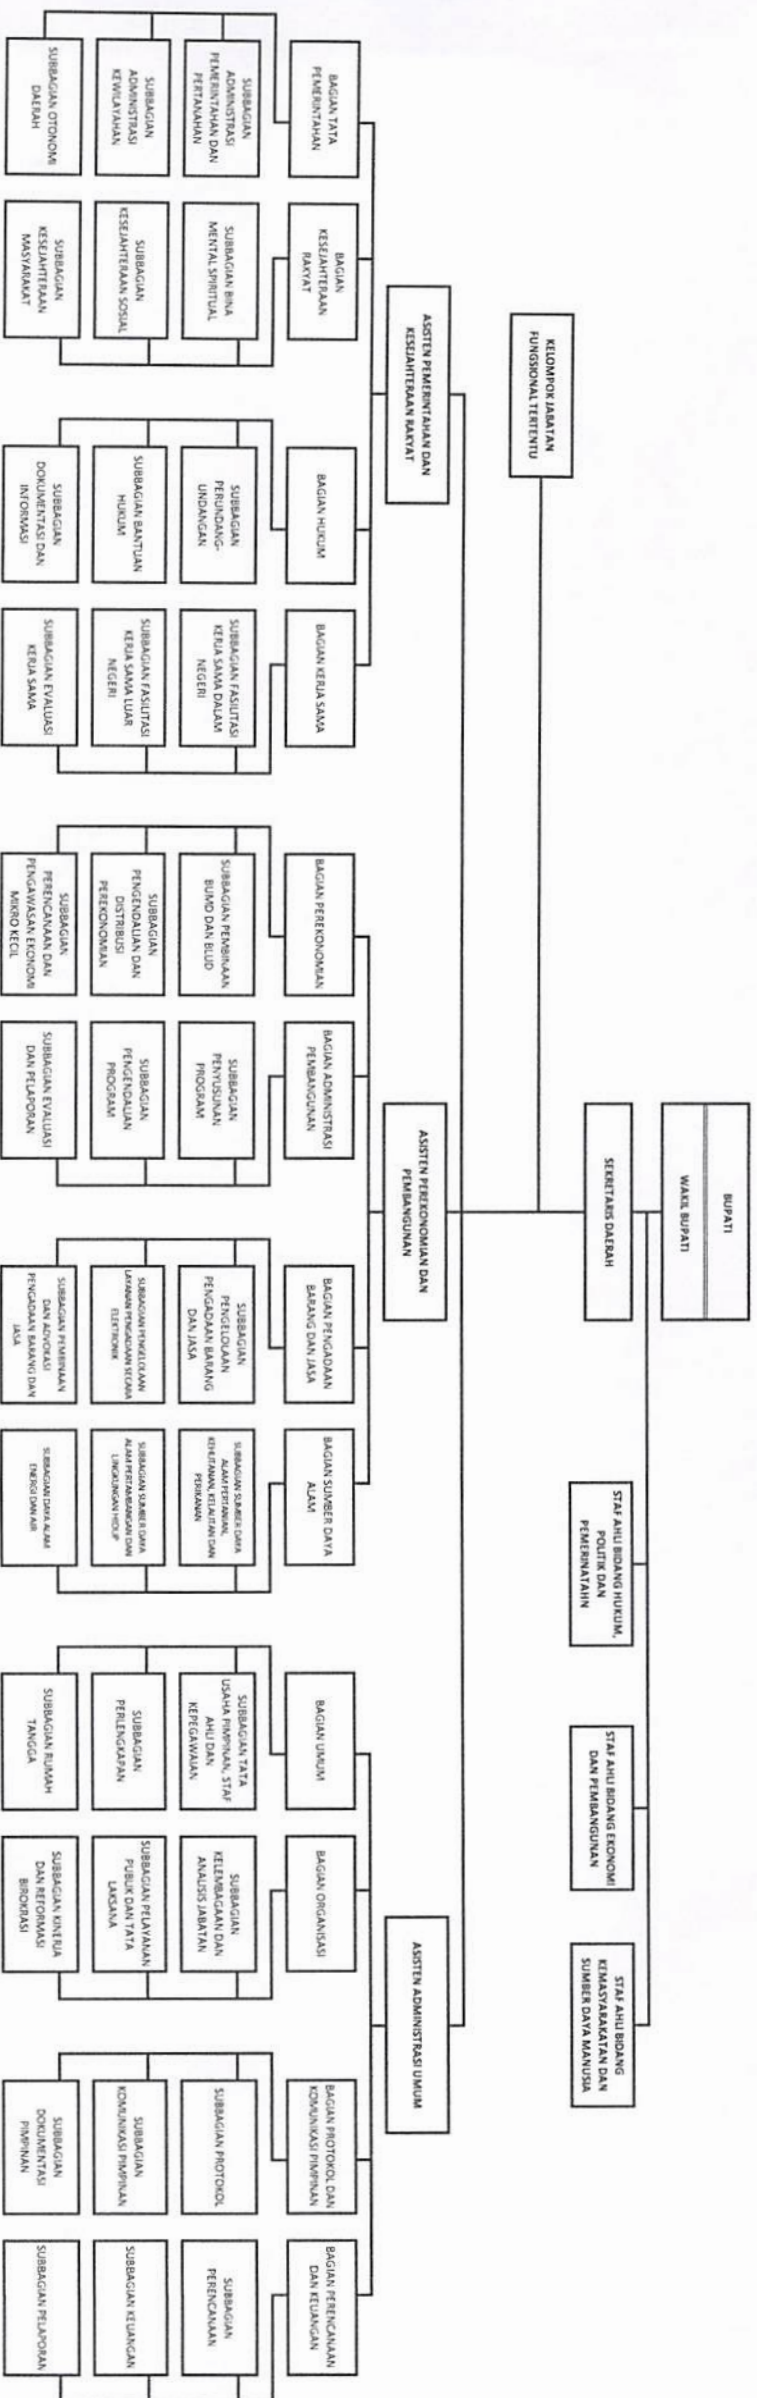 BUPATI
WAKIL BUPATI
SEKRETARIS DAERAH
STAF AHLI BIDANG HUKUM,
POLITIK DAN
PEMERINATAHN
STAF AHLI BIDANG EKONOMI
DAN PEMBANGUNAN
STAF AHLI BIDANG
KEMASYARAKATAN DAN
SUMBER DAYA MANUSIA
KELOMPOK JABATAN
FUNGSIONAL TERTENTU
ASISTEN PEMERINTAHAN DAN
KESEJAHTERAAN RAKYAT
ASISTEN PEREKONOMIAN DAN
PEMBANGUNAN
ASISTEN ADMINISTRASI UMUM
BAGIAN TATA
PEMERINTAHAN
SUBBAGIAN
ADMINISTRASI
PEMERINTAHAN DAN
PERTANAHAN
SUBBAGIAN
ADMINISTRASI
KEWILAYAHAN
SUBBAGIAN OTONOMI
DAERAH
BAGIAN
KESEJAHTERAAN
RAKYAT
SUBBAGIAN BINA
MENTAL SPIRITUAL
SUBBAGIAN
KESEJAHTERAAN SOSIAL
SUBBAGIAN
KESEJAHTERAAN
MASYARAKAT
BAGIAN HUKUM
SUBBAGIAN
PERUNDANG-
UNDANGAN
SUBBAGIAN BANTUAN
HUKUM
SUBBAGIAN
DOKUMENTASI DAN
INFORMASI
BAGIAN KERJA SAMA
SUBBAGIAN FASILITASI
KERJA SAMA DALAM
NEGERI
SUBBAGIAN FASILITASI
KERJA SAMA LUAR
NEGERI
SUBBAGIAN EVALUASI
KERJA SAMA
BAGIAN PEREKONOMIAN
SUBBAGIAN PEMBINAAN
BUMD DAN BLUD
SUBBAGIAN
PENGENDALIAN DAN
DISTRIBUSI
PEREKONOMIAN
SUBBAGIAN
PERENCANAAN DAN
PENGAWASAN EKONOMI
MIKRO KECIL
BAGIAN ADMINISTRASI
PEMBANGUNAN
SUBBAGIAN
PENYUSUNAN
PROGRAM
SUBBAGIAN
PENGENDALIAN
PROGRAM
SUBBAGIAN EVALUASI
DAN PELAPORAN
BAGIAN PENGADAAN
BARANG DAN JASA
SUBBAGIAN
PENGELOLAAN
PENGADAAN BARANG
DAN JASA
SUBBAGIAN PENGELOLAAN
LAYANAN PENGADAAN SECARA
ELEKTRONIK
SUBBAGIAN PEMBINAAN
DAN ADVOKASI
PENGADAAN BARANG DAN
JASA
BAGIAN SUMBER DAYA
ALAM
SUBBAGIAN SUMBER DAYA
ALAM PERTANIAN,
KEHUTANAN, KELAUTAN DAN
PERIKANAN
SUBBAGIAN SUMBER DAYA
ALAM PERTAMBANGAN DAN
LINGKUNGAN HIDUP
SUBBAGIAN DAYA ALAM
ENERGI DAN AIR
BAGIAN UMUM
SUBBAGIAN TATA
USAHA PIMPINAN, STAF
AHLI DAN
KEPEGAWAIAN
SUBBAGIAN
PERLENGKAPAN
SUBBAGIAN RUMAH
TANGGA
BAGIAN ORGANISASI
SUBBAGIAN
KELEMBAGAAN DAN
ANALISIS JABATAN
SUBBAGIAN PELAYANAN
PUBLIK DAN TATA
LAKSANA
SUBBAGIAN KINERJA
DAN REFORMASI
BIROKRASI
BAGIAN PROTOKOL DAN
KOMUNIKASI PIMPINAN
SUBBAGIAN PROTOKOL
SUBBAGIAN
KOMUNIKASI PIMPINAN
SUBBAGIAN
DOKUMENTASI
PIMPINAN
BAGIAN PERENCANAAN
DAN KEUANGAN
SUBBAGIAN
PERENCANAAN
SUBBAGIAN KEUANGAN
SUBBAGIAN PELAPORAN